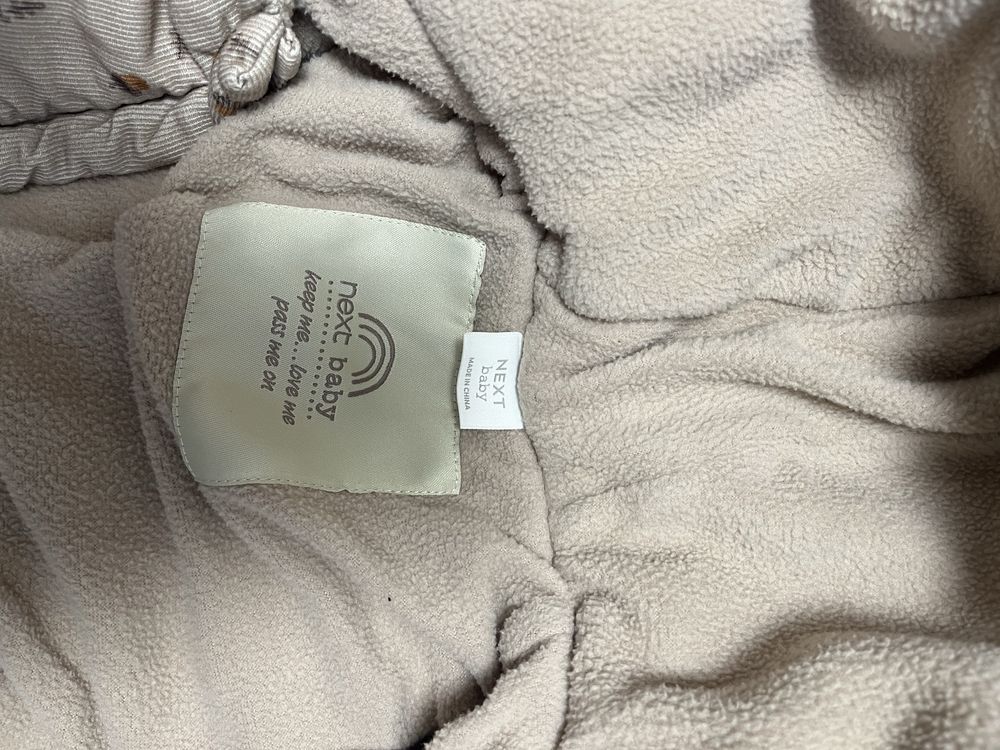 next baby
keep me...love me
pass me on
NEXT
baby
MADE IN CHINA